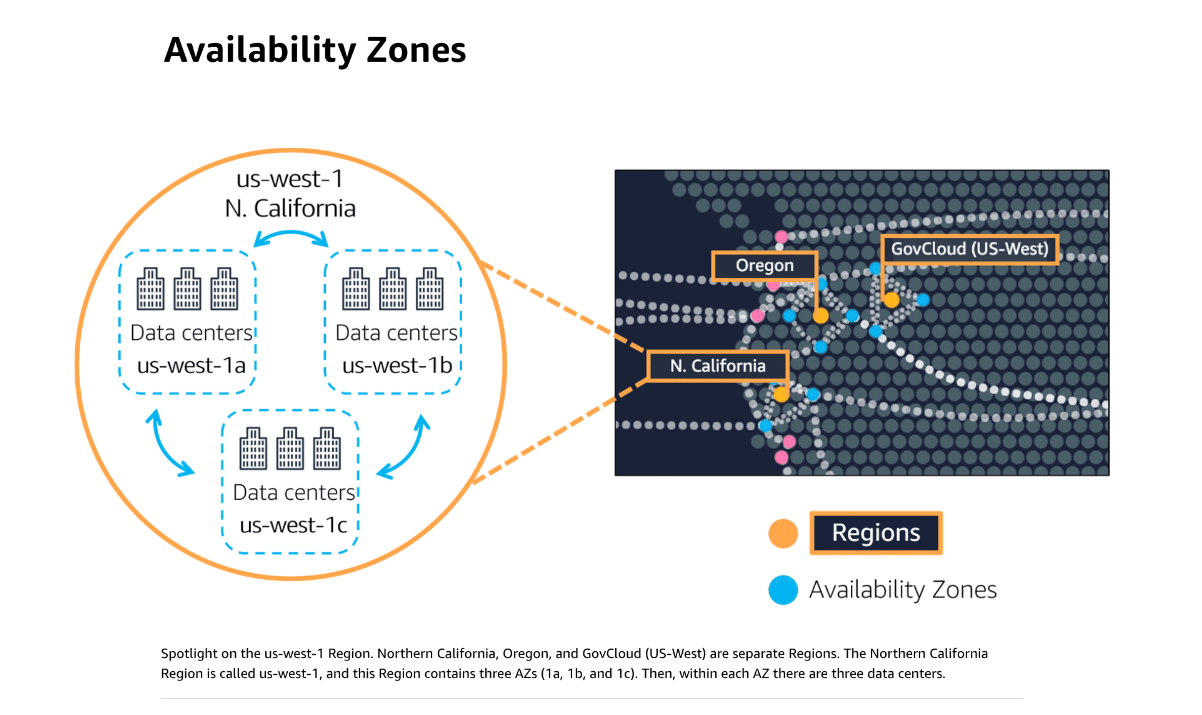 Availability Zones
us-west-1
N. California
Data centers
us-west-1a
Data centers
us-west-1b
Data centers
us-west-1c
Oregon
GovCloud (US-West)
N. California
Regions
Availability Zones
Spotlight on the us-west-1 Region. Northern California, Oregon, and GovCloud (US-West) are separate Regions. The Northern California
Region is called us-west-1, and this Region contains three AZs (1a, 1b, and 1c). Then, within each AZ there are three data centers.